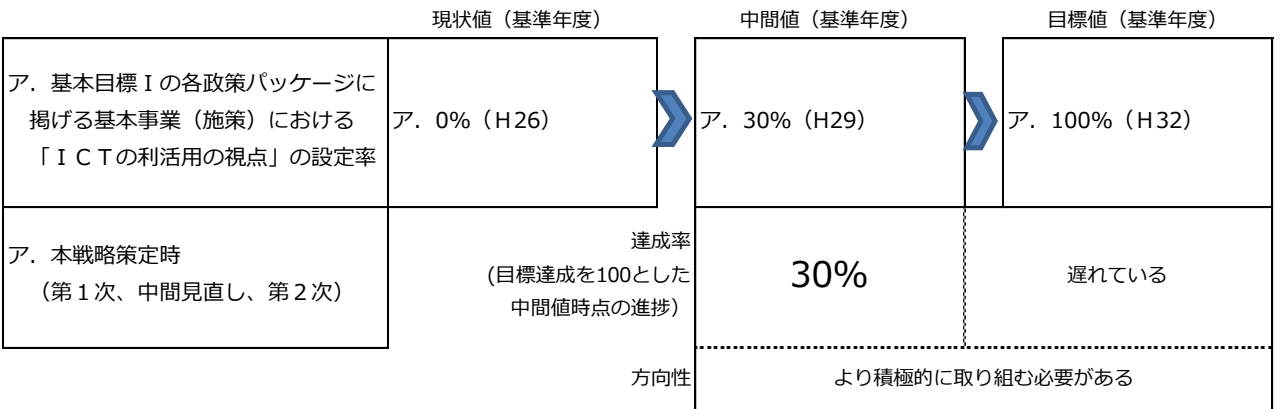 現状値（基準年度）
中間値（基準年度）
目標値（基準年度）
ア．基本目標Ⅰの各政策パッケージに
掲げる基本事業（施策）における
「ＩＣＴの利活用の視点」の設定率
ア．0%（Ｈ26）
ア．30%（H29）
ア．100%（Ｈ32）
ア．本戦略策定時
（第１次、中間見直し、第２次）
達成率
(目標達成を100とした
中間値時点の進捗）
30%
遅れている
方向性
より積極的に取り組む必要がある